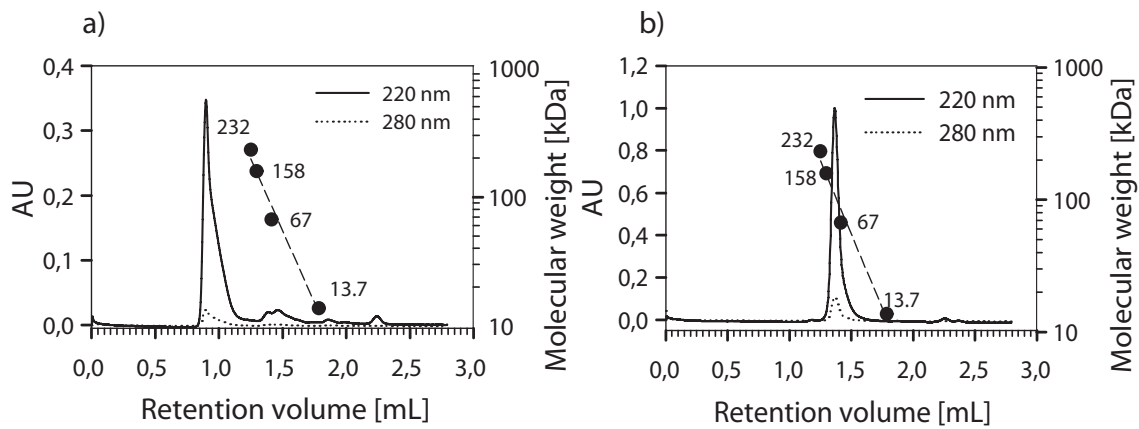 a)
0,4
0,3
0,2
0,1
0,0
AU
0,0 0,5 1,0 1,5 2,0 2,5 3,0
Retention volume [mL]
1000
100
10
Molecular weight [kDa]
220 nm
280 nm
232
158
67
13.7
b)
1,2
1,0
0,8
0,6
0,4
0,2
0,0
AU
0,0 0,5 1,0 1,5 2,0 2,5 3,0
Retention volume [mL]
1000
100
10
Molecular weight [kDa]
220 nm
280 nm
232
158
67
13.7